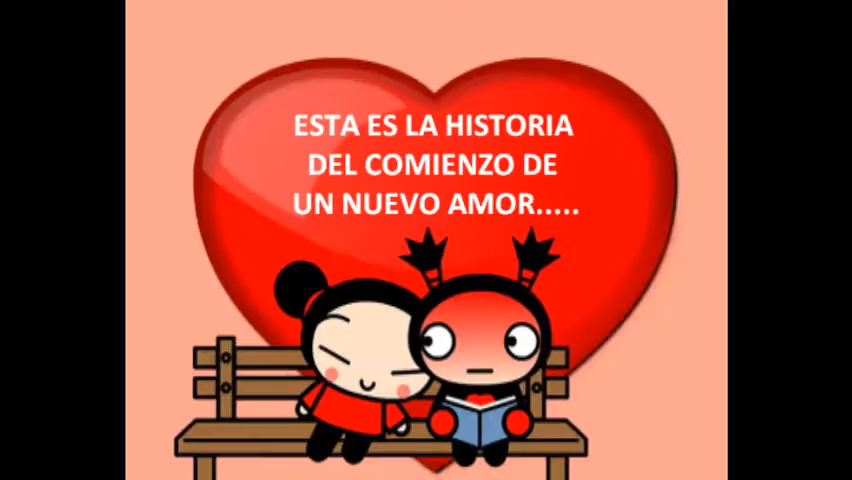 ESTA ES LA HISTORIA
DEL COMIENZO DE
UN NUEVO AMOR.....